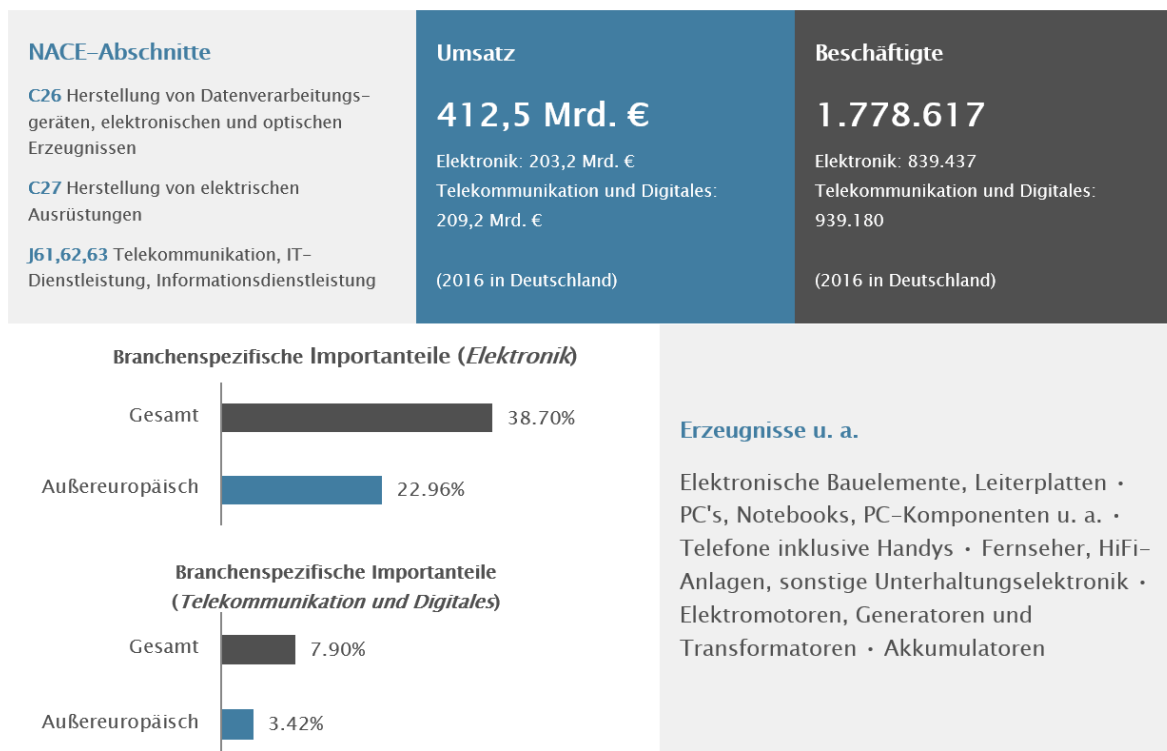 NACE-Abschnitte
C26 Herstellung von Datenverarbeitungs-
geräten, elektronischen und optischen
Erzeugnissen
C27 Herstellung von elektrischen
Ausrüstungen
J61,62,63 Telekommunikation, IT-
Dienstleistung, Informationsdienstleistung
Umsatz
412,5 Mrd. €
Elektronik: 203,2 Mrd. €
Telekommunikation und Digitales:
209,2 Mrd. €
(2016 in Deutschland)
Beschäftigte
1.778.617
Elektronik: 839.437
Telekommunikation und Digitales:
939.180
(2016 in Deutschland)
Branchenspezifische Importanteile (Elektronik)
Gesamt 38.70%
Außereuropäisch 22.96%
Branchenspezifische Importanteile
(Telekommunikation und Digitales)
Gesamt 7.90%
Außereuropäisch 3.42%
Erzeugnisse u. a.
Elektronische Bauelemente, Leiterplatten •
PC's, Notebooks, PC-Komponenten u. a. •
Telefone inklusive Handys • Fernseher, HiFi-
Anlagen, sonstige Unterhaltungselektronik •
Elektromotoren, Generatoren und
Transformatoren • Akkumulatoren